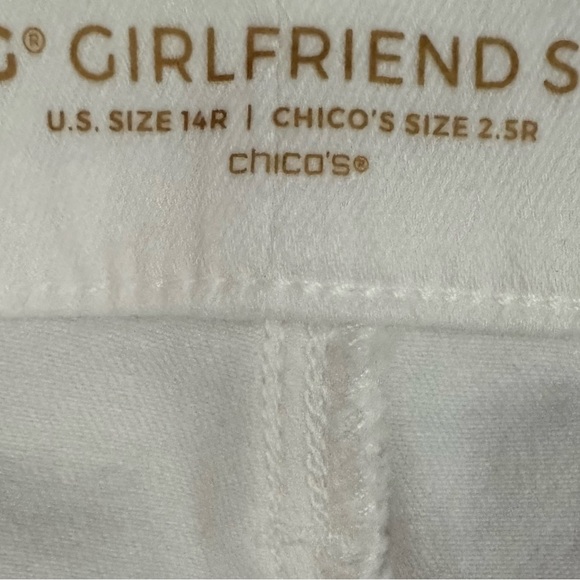 G® GIRLFRIEND S
U.S. SIZE 14R | CHICO'S SIZE 2.5R
chico's®